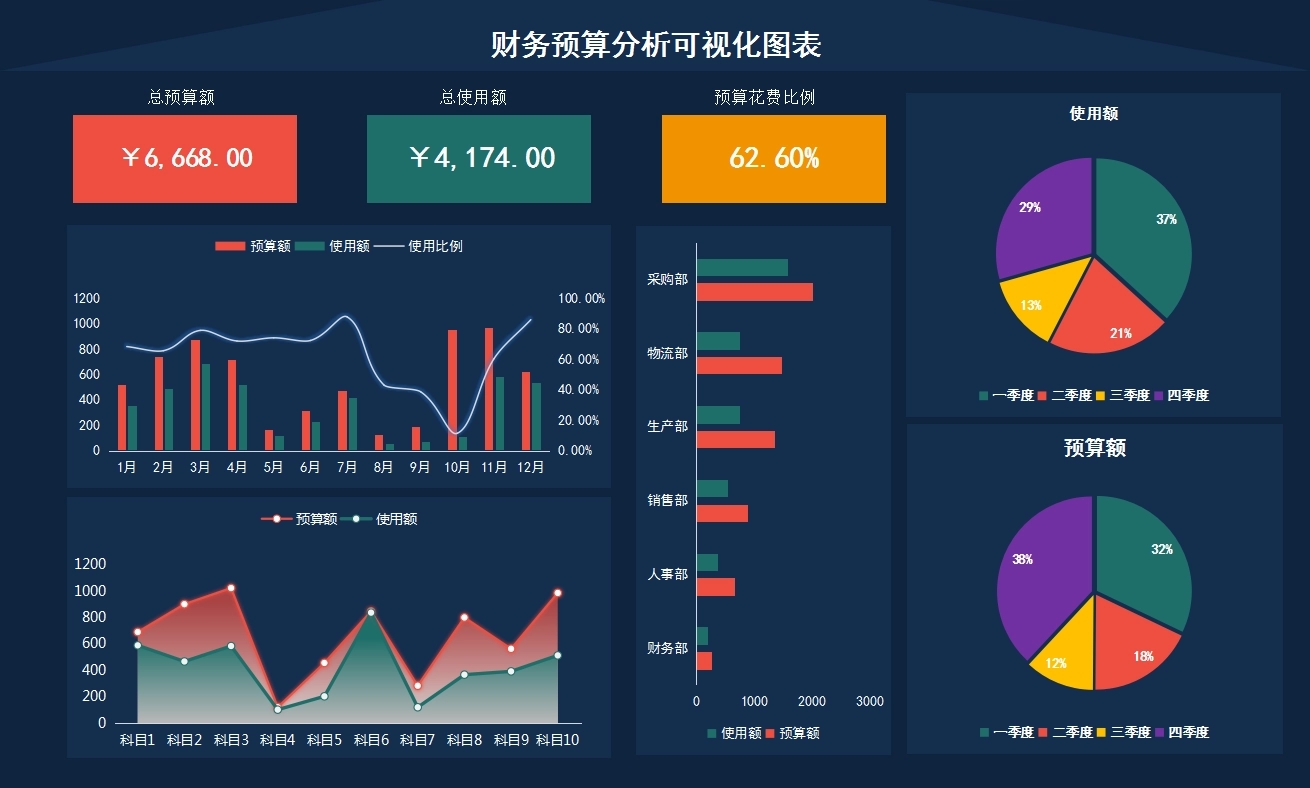 财务预算分析可视化图表
总预算额
总使用额
预算花费比例
￥6,668.00
￥4,174.00
62.60%
预算额 使用额 使用比例
1200
1000
800
600
400
200
0
100.00%
80.00%
60.00%
40.00%
20.00%
0.00%
1月 2月 3月 4月 5月 6月 7月 8月 9月 10月 11月 12月
预算额 使用额
1200
1000
800
600
400
200
0
科目1 科目2 科目3 科目4 科目5 科目6 科目7 科目8 科目9 科目10
采购部
物流部
生产部
销售部
人事部
财务部
0 1000 2000 3000
使用额 预算额
使用额
29%
37%
13%
21%
一季度 二季度 三季度 四季度
预算额
38%
32%
12%
18%
一季度 二季度 三季度 四季度